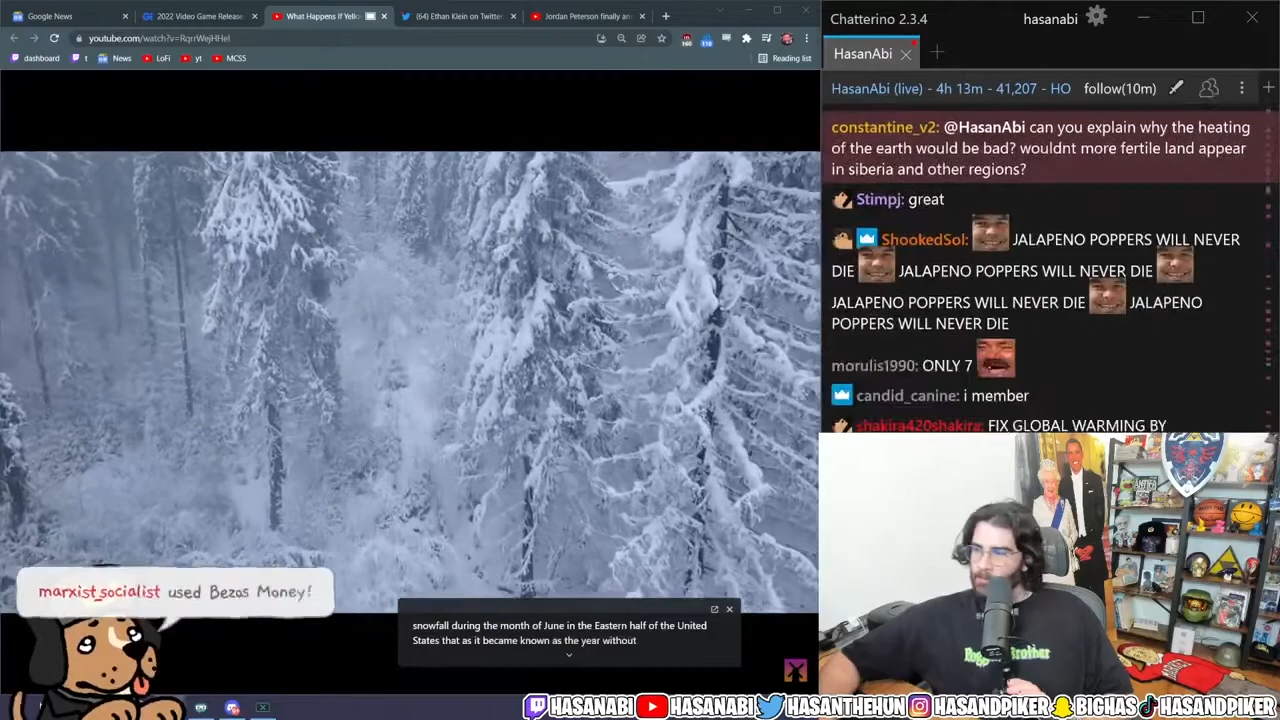 Google News
2022 Video Game Release
What Happens If Yello
(64) Ethan Klein on Twitter
Jordan Peterson finally an
youtube.com/watch?v=RqrrWejHHeI
dashboard
t
News
LoFi
yt
MCSS
Reading list
Chatterino 2.3.4
hasanabi
HasanAbi
HasanAbi (live) - 4h 13m - 41,207 - HO
follow(10m)
constantine_v2: @HasanAbi can you explain why the heating
of the earth would be bad? wouldnt more fertile land appear
in siberia and other regions?
Stimpj: great
ShookedSol: JALAPENO POPPERS WILL NEVER
DIE JALAPENO POPPERS WILL NEVER DIE
JALAPENO POPPERS WILL NEVER DIE JALAPENO
POPPERS WILL NEVER DIE
morulis1990: ONLY 7
candid_canine: i member
shakira420shakira: FIX GLOBAL WARMING BY
marxist_socialist used Bezos Money!
snowfall during the month of June in the Eastern half of the United
States that as it became known as the year without
HASANABI
HASANABI
HASANTHEHUN
HASANDPIKER
BIGHAS
HASANDPIKER